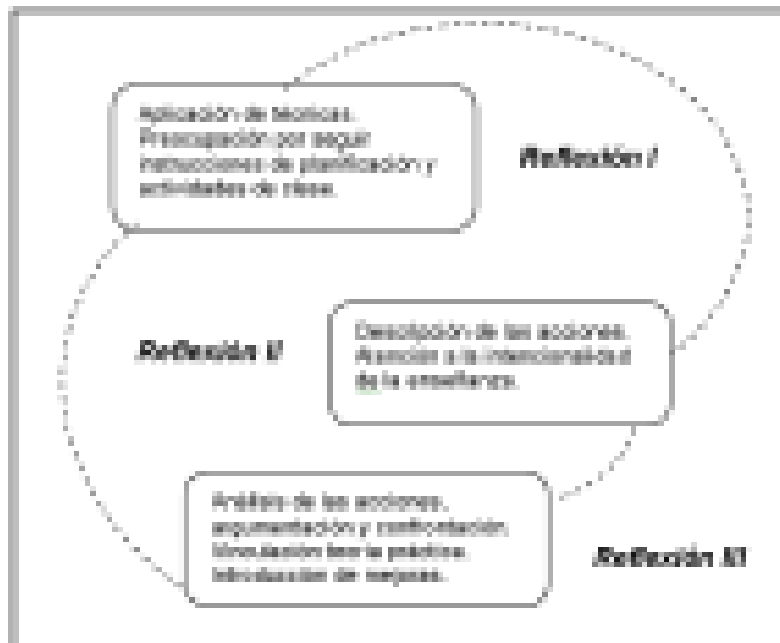 Aplicación de técnicas.
Preocupación por seguir
instrucciones de planificación y
actividades de clase.
Reflexión I
Descripción de las acciones.
Atención a la intencionalidad
de la enseñanza.
Reflexión II
Análisis de las acciones,
argumentación y confrontación.
Vinculación teoría práctica.
Introducción de mejoras.
Reflexión III